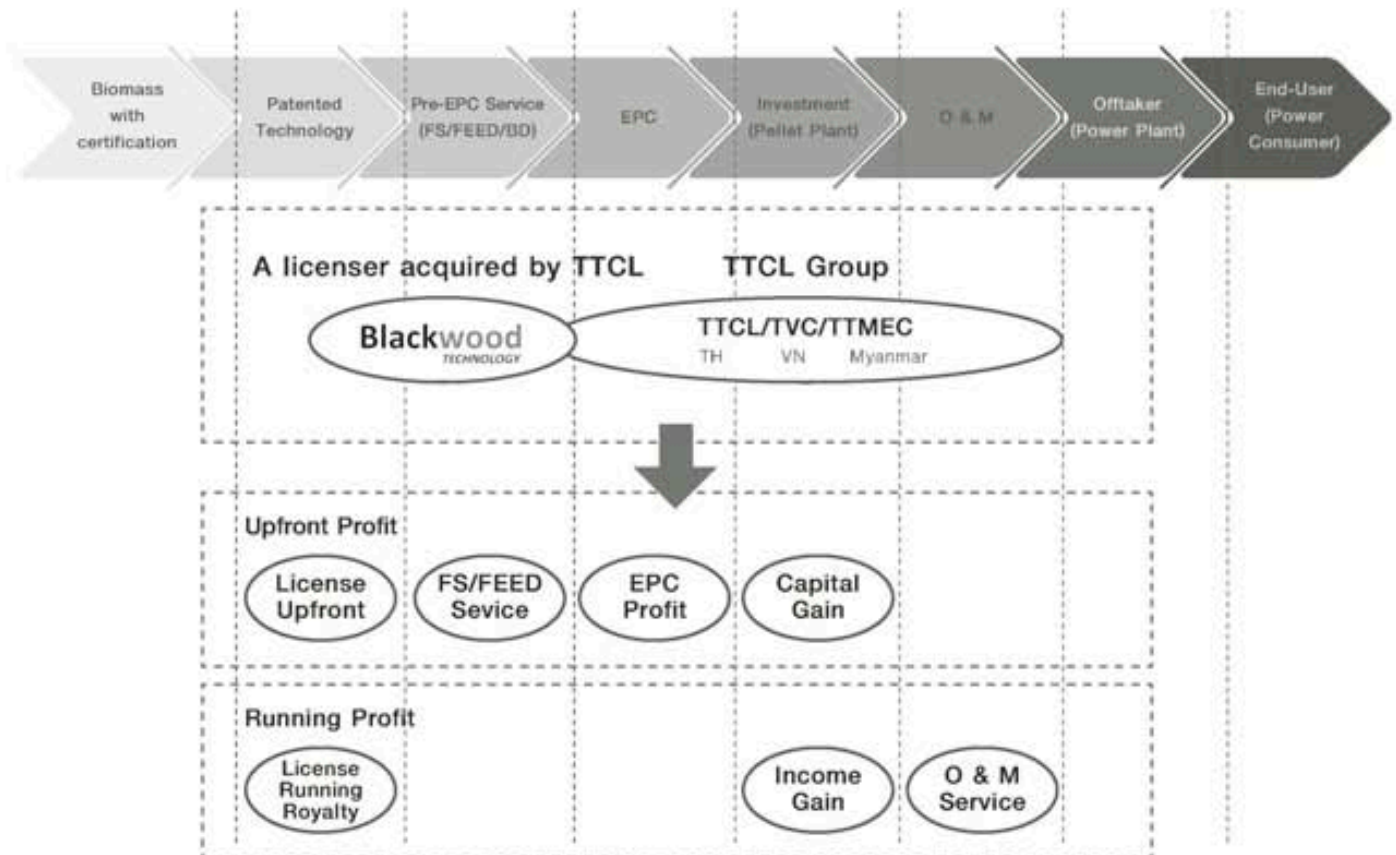 Biomass
with
certification
Patented
Technology
Pre-EPC Service
(FS/FEED/BD)
EPC
Investment
(Pellet Plant)
O & M
Offtaker
(Power Plant)
End-User
(Power
Consumer)
A licenser acquired by TTCL
TTCL Group
Blackwood
TECHNOLOGY
TTCL/TVC/TTMEC
TH VN Myanmar
Upfront Profit
License
Upfront
FS/FEED
Sevice
EPC
Profit
Capital
Gain
Running Profit
License
Running
Royalty
Income
Gain
O & M
Service